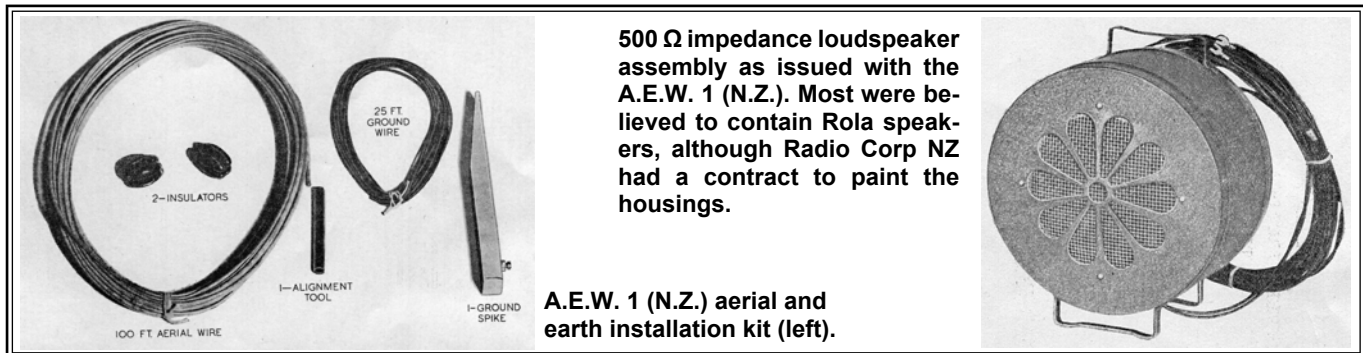 2—INSULATORS
25 FT.
GROUND
WIRE
1—ALIGNMENT
TOOL
1—GROUND
SPIKE
100 FT. AERIAL WIRE
500 Ω impedance loudspeaker
assembly as issued with the
A.E.W. 1 (N.Z.). Most were be-
lieved to contain Rola speak-
ers, although Radio Corp NZ
had a contract to paint the
housings.
A.E.W. 1 (N.Z.) aerial and
earth installation kit (left).